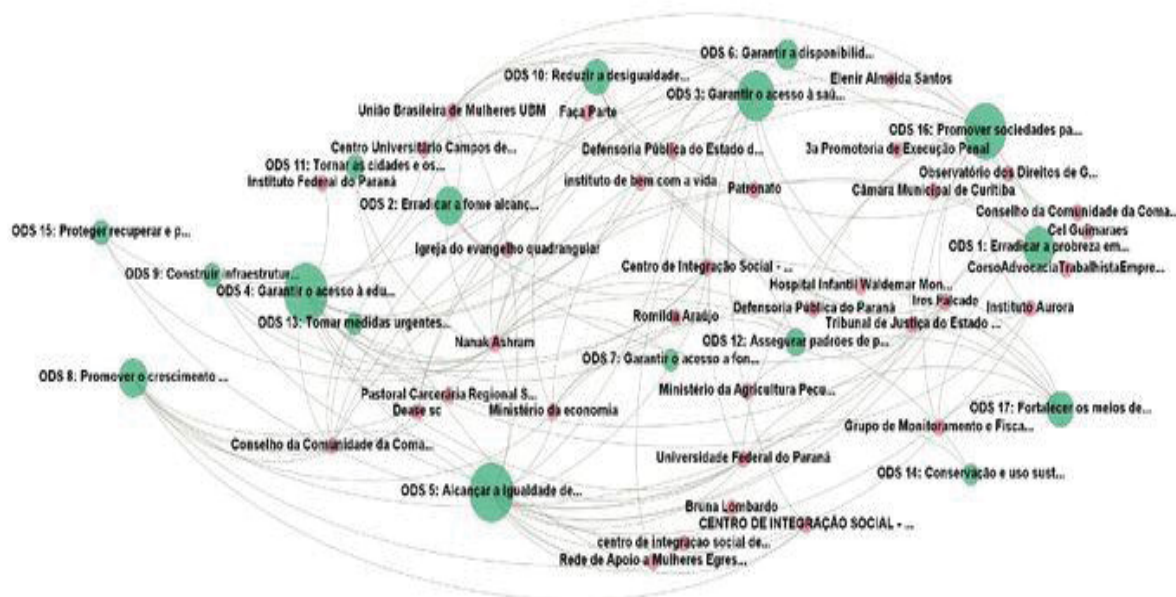 ODS 6: Garantir a disponibilid...
ODS 10: Reduzir a desigualdade...
Elenir Almeida Santos
ODS 3: Garantir o acesso à saú...
União Brasileira de Mulheres UBM
Faça Parte
ODS 16: Promover sociedades pa...
Centro Universitário Campos de...
Defensoria Pública do Estado d...
3a Promotoria de Execução Penal
ODS 11: Tornar as cidades e os...
Observatório dos Direitos de G...
Instituto Federal do Paraná
instituto de bem com a vida
Patronato
Câmara Municipal de Curitiba
ODS 2: Erradicar a fome alcanç...
Conselho da Comunidade da Coma...
ODS 15: Proteger recuperar e p...
Cel Guimaraes
Igreja do evangelho quadrangular
ODS 1: Erradicar a probreza em...
ODS 9: Construir infraestrutur...
Centro de Integração Social - ...
CorsoAdvocaciaTrabalhistaEmpre...
ODS 4: Garantir o acesso à edu...
Hospital Infantil Waldemar Mon...
Defensoria Pública do Paraná
Iros Falcade
Instituto Aurora
ODS 13: Tomar medidas urgentes...
Romilda Araújo
Tribunal de Justiça do Estado ...
Nanak Ashram
ODS 12: Assegurar padrões de p...
ODS 7: Garantir o acesso a fon...
ODS 8: Promover o crescimento ...
Pastoral Carcerária Regional S...
Ministério da Agricultura Pecu...
Dease sc
Ministério da economia
ODS 17: Fortalecer os meios de...
Grupo de Monitoramento e Fisca...
Conselho da Comunidade da Coma...
Universidade Federal do Paraná
ODS 14: Conservação e uso sust...
ODS 5: Alcançar a igualdade de...
Bruna Lombardo
CENTRO DE INTEGRAÇÃO SOCIAL - ...
centro de integraçao social de...
Rede de Apoio a Mulheres Egres...